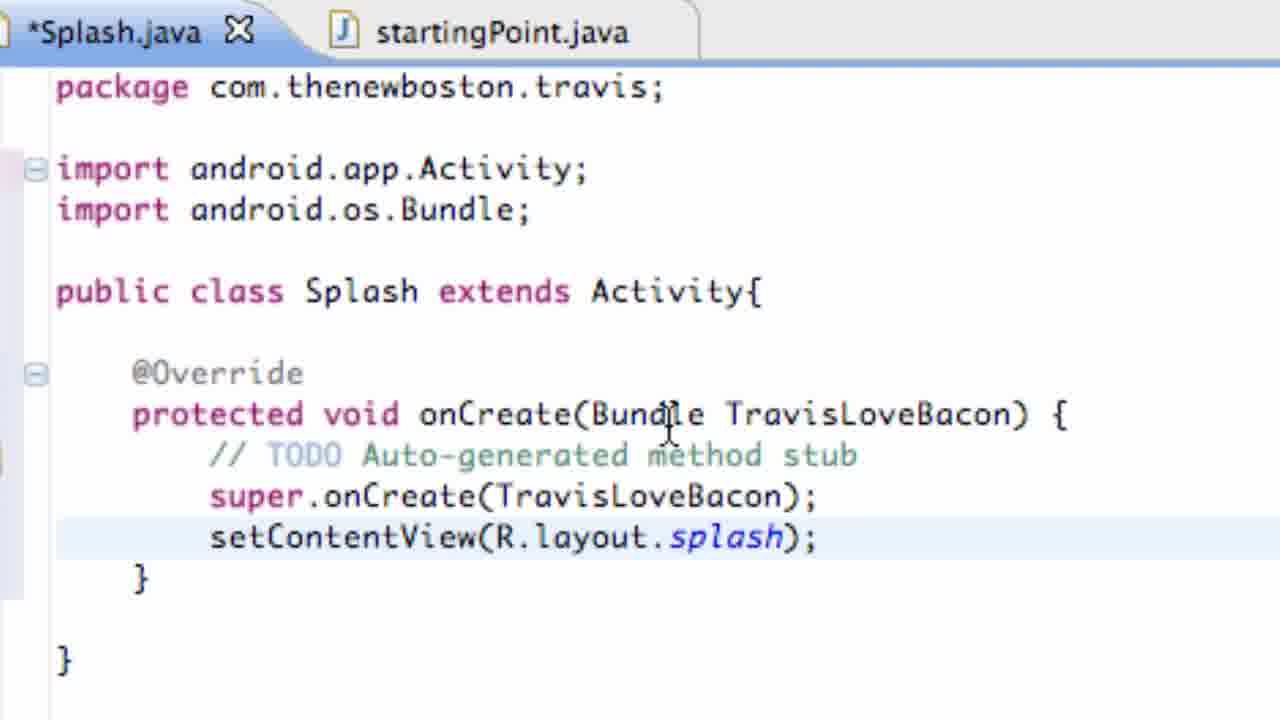 *Splash.java
J startingPoint.java
package com.thenewboston.travis;
import android.app.Activity;
import android.os.Bundle;
public class Splash extends Activity{
@Override
protected void onCreate(Bundle TravisLoveBacon) {
// TODO Auto-generated method stub
super.onCreate(TravisLoveBacon);
setContentView(R.layout.splash);
}
}